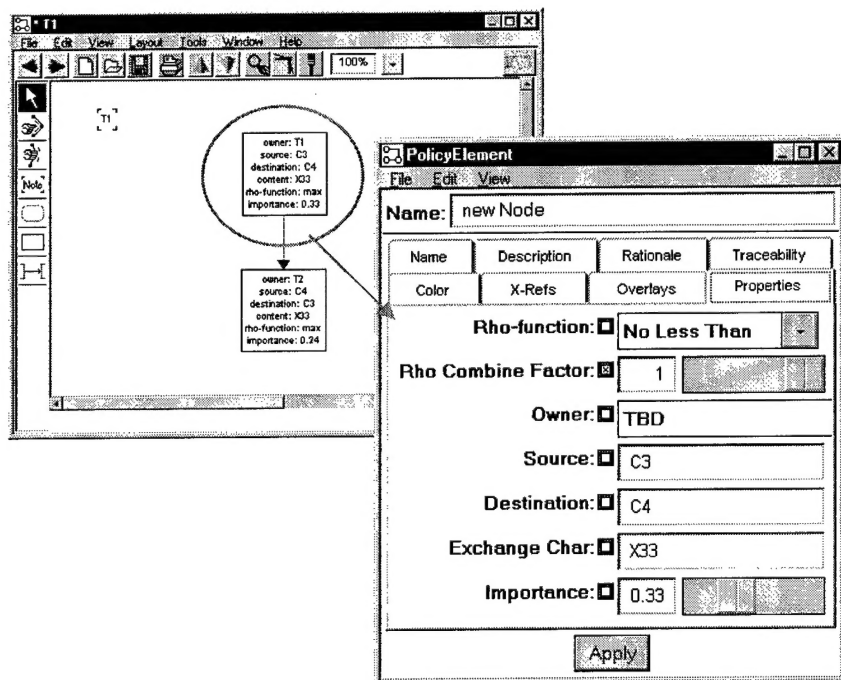 * T1
File Edit View Layout Tools Window Help
100%
T1
Note
owner: T1
source: C3
destination: C4
content: X33
rho-function: max
importance: 0.33
owner: T2
source: C4
destination: C3
content: X33
rho-function: max
importance: 0.24
PolicyElement
File Edit View
Name: new Node
Name Description Rationale Traceability
Color X-Refs Overlays Properties
Rho-function: No Less Than
Rho Combine Factor: 1
Owner: TBD
Source: C3
Destination: C4
Exchange Char: X33
Importance: 0.33
Apply